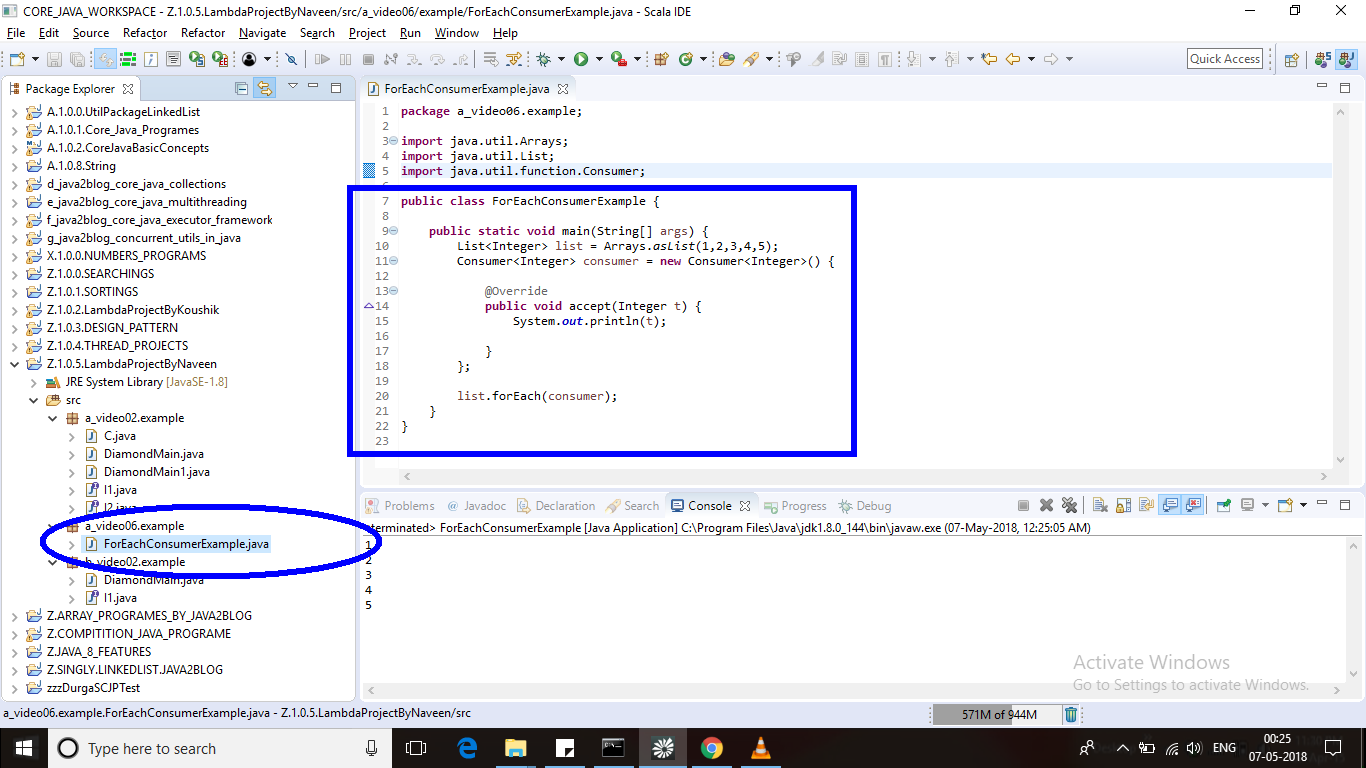 CORE_JAVA_WORKSPACE - Z.1.0.5.LambdaProjectByNaveen/src/a_video06/example/ForEachConsumerExample.java - Scala IDE
File Edit Source Refactor Refactor Navigate Search Project Run Window Help
Quick Access
Package Explorer
A.1.0.0.UtilPackageLinkedList
A.1.0.1.Core_Java_Programes
A.1.0.2.CoreJavaBasicConcepts
A.1.0.8.String
d_java2blog_core_java_collections
e_java2blog_core_java_multithreading
f_java2blog_core_java_executor_framework
g_java2blog_concurrent_utils_in_java
X.1.0.0.NUMBERS_PROGRAMS
Z.1.0.0.SEARCHINGS
Z.1.0.1.SORTINGS
Z.1.0.2.LambdaProjectByKoushik
Z.1.0.3.DESIGN_PATTERN
Z.1.0.4.THREAD_PROJECTS
Z.1.0.5.LambdaProjectByNaveen
JRE System Library [JavaSE-1.8]
src
a_video02.example
C.java
DiamondMain.java
DiamondMain1.java
I1.java
I2.java
a_video06.example
ForEachConsumerExample.java
b_video02.example
DiamondMain.java
I1.java
Z.ARRAY_PROGRAMES_BY_JAVA2BLOG
Z.COMPITITION_JAVA_PROGRAME
Z.JAVA_8_FEATURES
Z.SINGLY.LINKEDLIST.JAVA2BLOG
zzzDurgaSCJPTest
ForEachConsumerExample.java
1 package a_video06.example;
2
3 import java.util.Arrays;
4 import java.util.List;
5 import java.util.function.Consumer;
7 public class ForEachConsumerExample {
8
9 public static void main(String[] args) {
10 List<Integer> list = Arrays.asList(1,2,3,4,5);
11 Consumer<Integer> consumer = new Consumer<Integer>() {
12
13 @Override
14 public void accept(Integer t) {
15 System.out.println(t);
16
17 }
18 };
19
20 list.forEach(consumer);
21 }
22 }
23
Problems Javadoc Declaration Search Console Progress Debug
terminated> ForEachConsumerExample [Java Application] C:\Program Files\Java\jdk1.8.0_144\bin\javaw.exe (07-May-2018, 12:25:05 AM)
1
2
3
4
5
Activate Windows
Go to Settings to activate Windows.
a_video06.example.ForEachConsumerExample.java - Z.1.0.5.LambdaProjectByNaveen/src
571M of 944M
Type here to search
ENG
00:25
07-05-2018